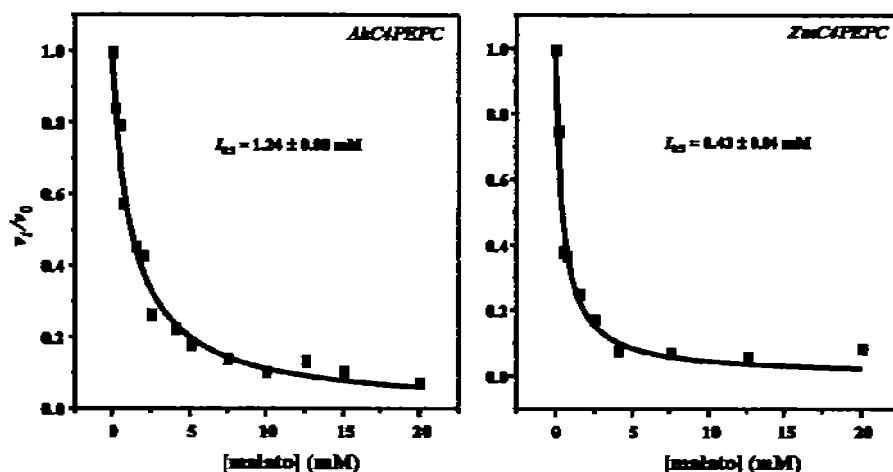 AhC4PEPC
ZmC4PEPC
I0.5 = 1.24 ± 0.08 mM
I0.5 = 0.43 ± 0.04 mM
vi/v0
1.0
0.8
0.6
0.4
0.2
0.0
1.0
0.8
0.6
0.4
0.2
0.0
0 5 10 15 20
0 5 10 15 20
[malato] (mM)
[malato] (mM)